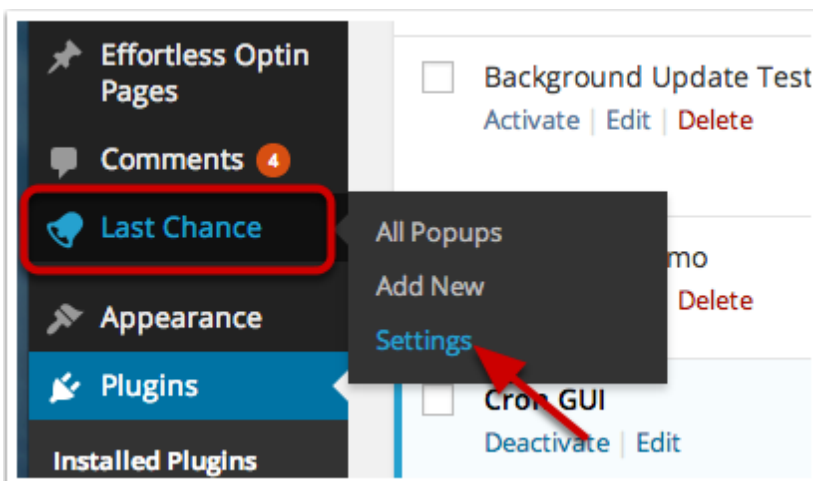 Effortless Optin
Pages
Comments 4
Last Chance
Appearance
Plugins
Installed Plugins
All Popups
Add New
Settings
Background Update Test
Activate | Edit | Delete
mo
Delete
Cron GUI
Deactivate | Edit